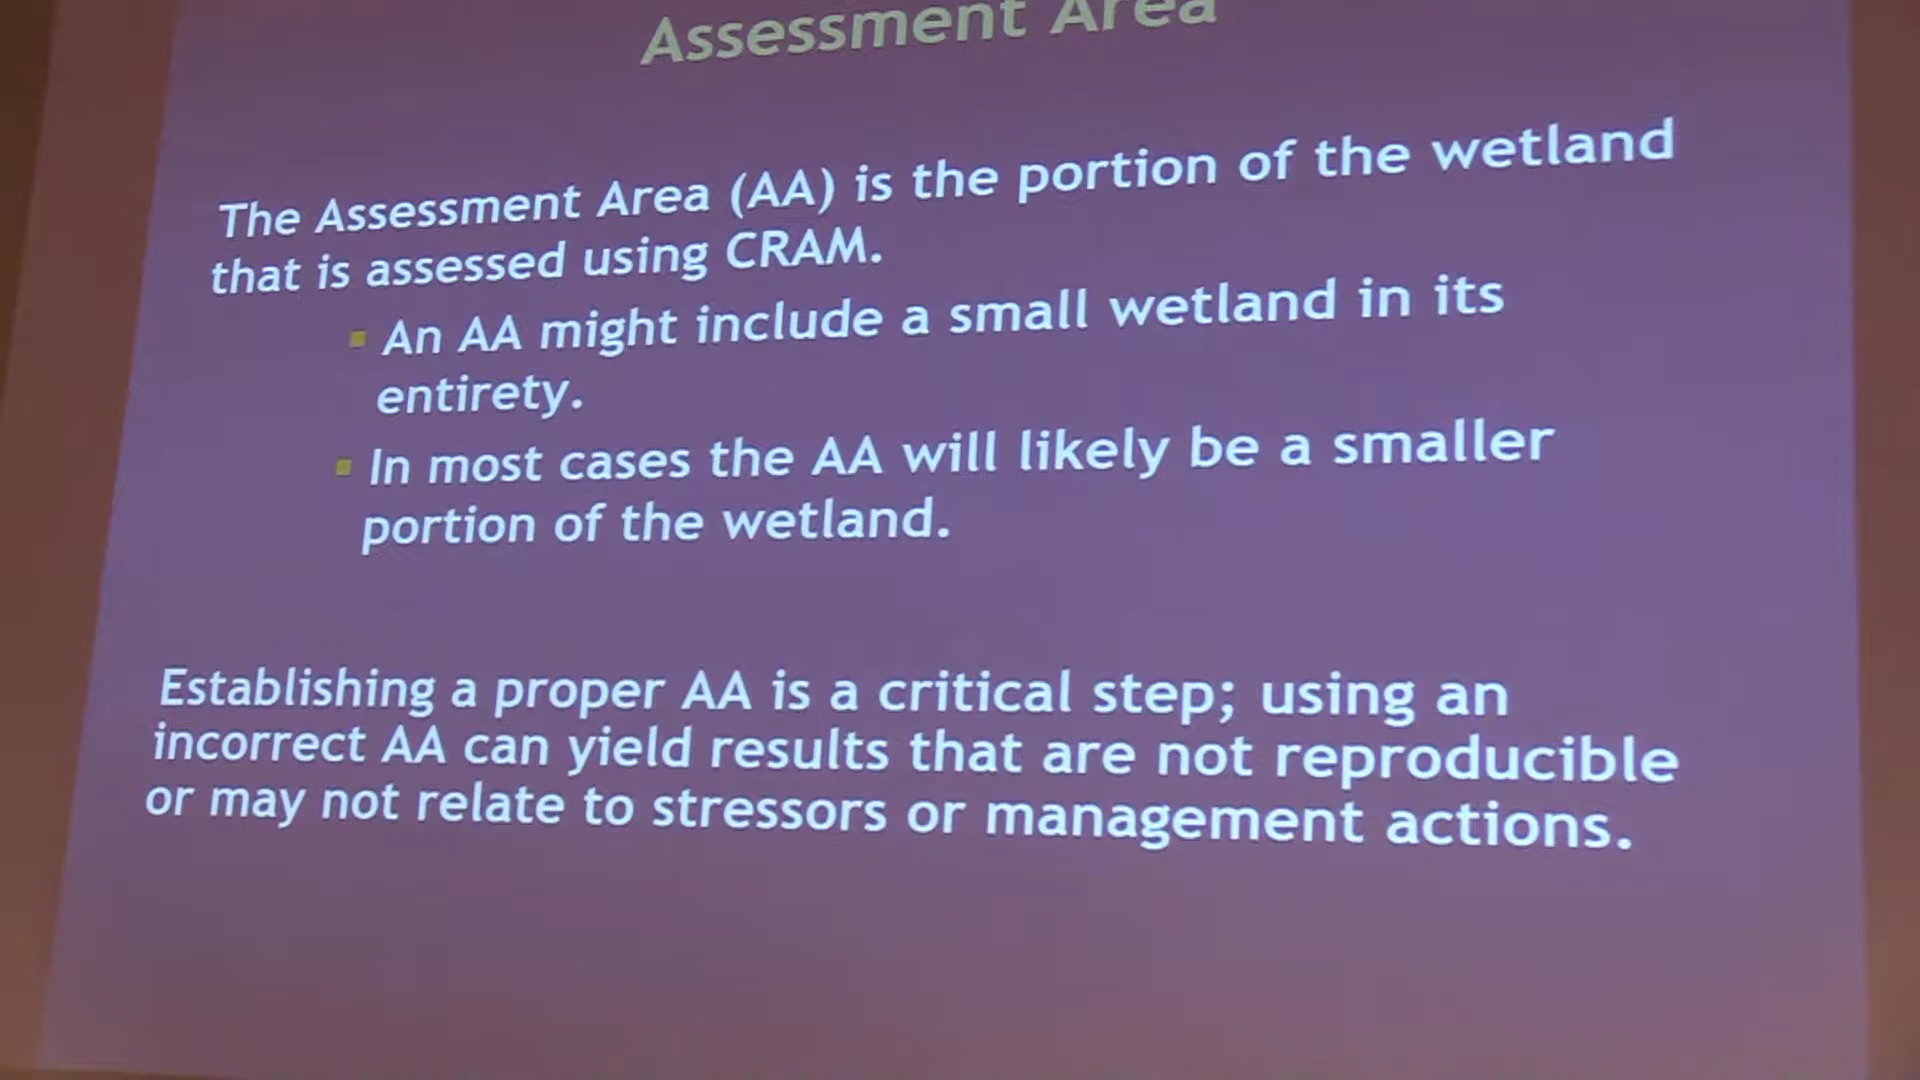 Assessment Area
The Assessment Area (AA) is the portion of the wetland
that is assessed using CRAM.
▪ An AA might include a small wetland in its
entirety.
▪ In most cases the AA will likely be a smaller
portion of the wetland.
Establishing a proper AA is a critical step; using an
incorrect AA can yield results that are not reproducible
or may not relate to stressors or management actions.